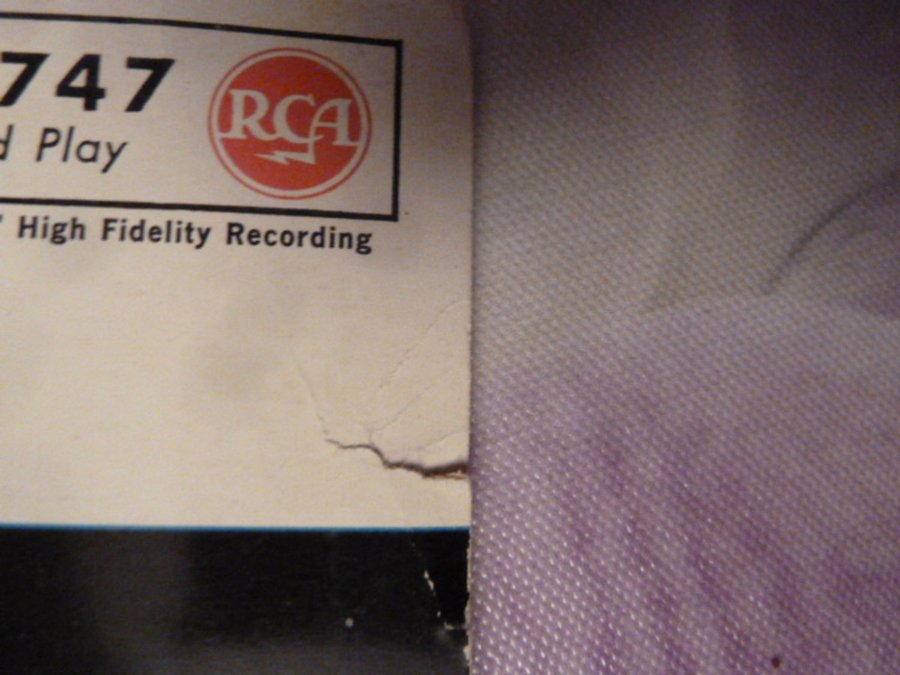 747
RCA
d Play
" High Fidelity Recording